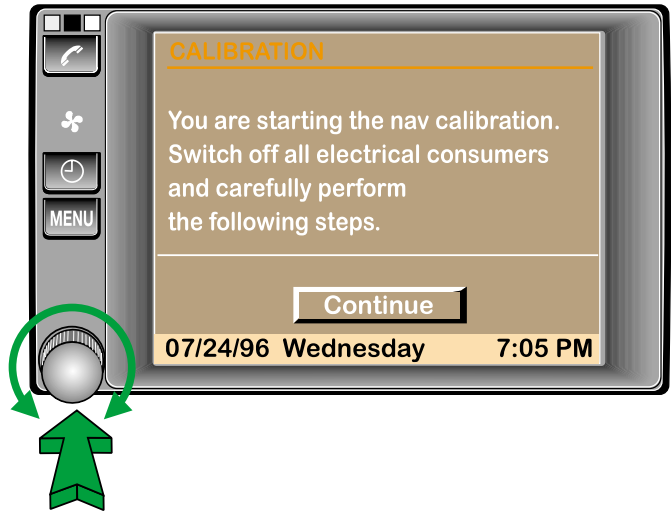 CALIBRATION
You are starting the nav calibration.
Switch off all electrical consumers
and carefully perform
the following steps.
MENU
Continue
07/24/96 Wednesday 7:05 PM